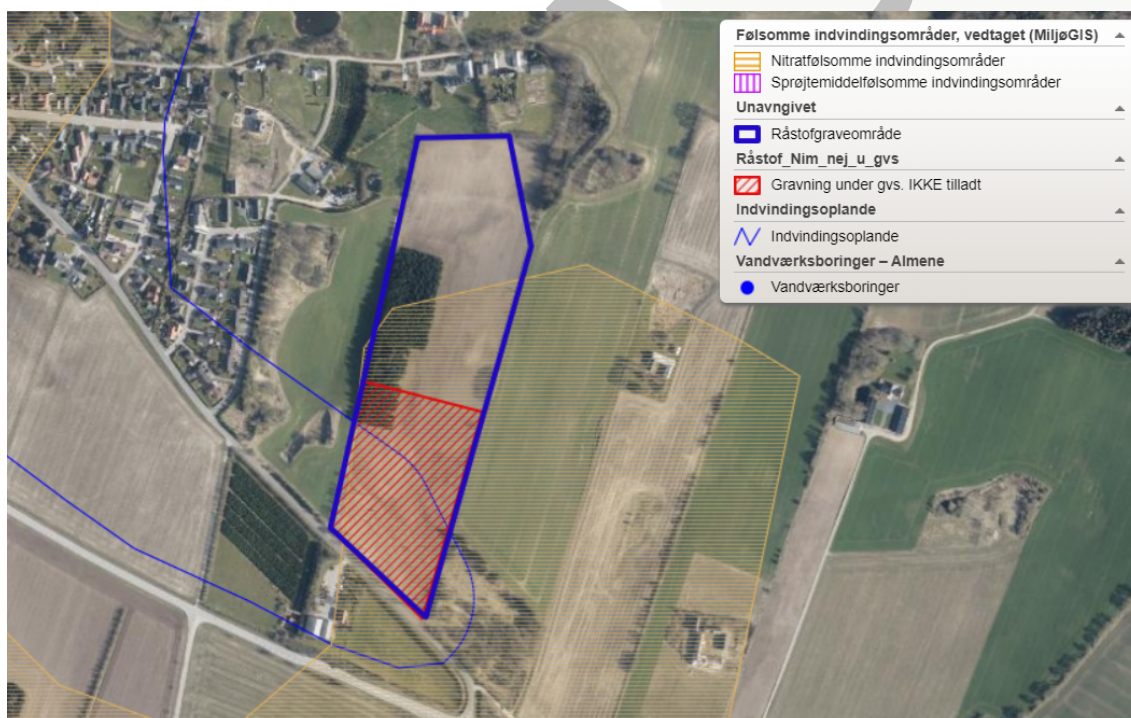 Følsomme indvindingsområder, vedtaget (MiljøGIS)
Nitratfølsomme indvindingsområder
Sprøjtemiddelfølsomme indvindingsområder
Unavngivet
Råstofgraveområde
Råstof_Nim_nej_u_gvs
Gravning under gvs. IKKE tilladt
Indvindingsoplande
Indvindingsoplande
Vandværksboringer – Almene
Vandværksboringer